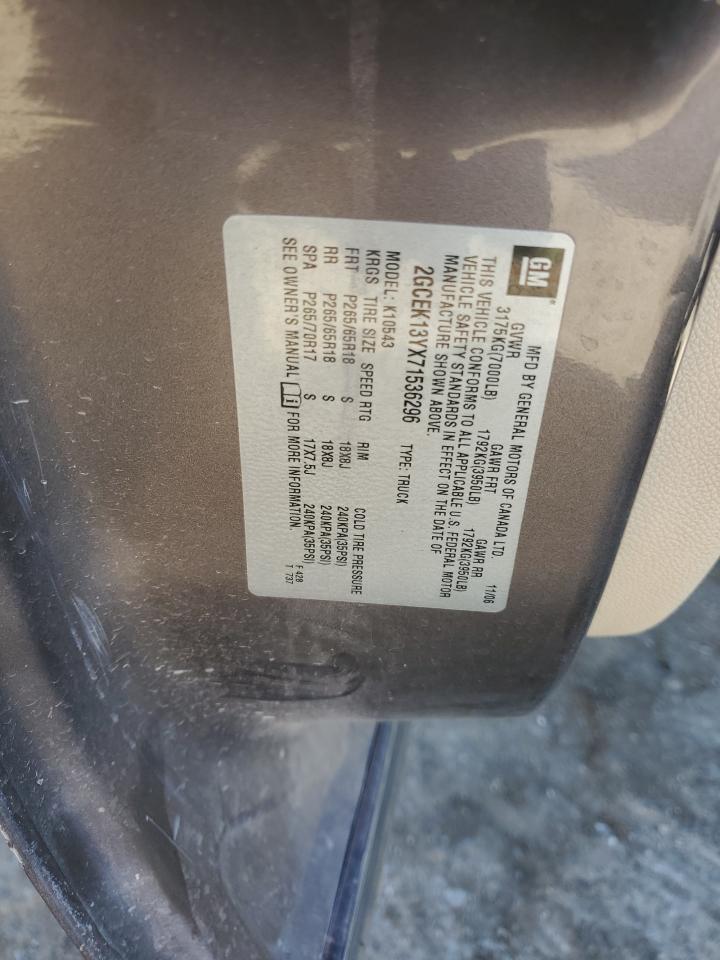 GM®
MFD BY GENERAL MOTORS OF CANADA LTD. 11/06
GVWR GAWR FRT GAWR RR
3175KG(7000LB) 1792KG(3950LB) 1792KG(3950LB)
THIS VEHICLE CONFORMS TO ALL APPLICABLE U.S. FEDERAL MOTOR
VEHICLE SAFETY STANDARDS IN EFFECT ON THE DATE OF
MANUFACTURE SHOWN ABOVE.
2GCEK13YX71536296 TYPE: TRUCK
MODEL: K10543
KRGS TIRE SIZE SPEED RTG RIM COLD TIRE PRESSURE
FRT P265/65R18 S 18X8J 240KPA(35PSI)
RR P265/65R18 S 18X8J 240KPA(35PSI)
SPA P265/70R17 S 17X7.5J 240KPA(35PSI)
SEE OWNER'S MANUAL i FOR MORE INFORMATION.
F 428
T 737